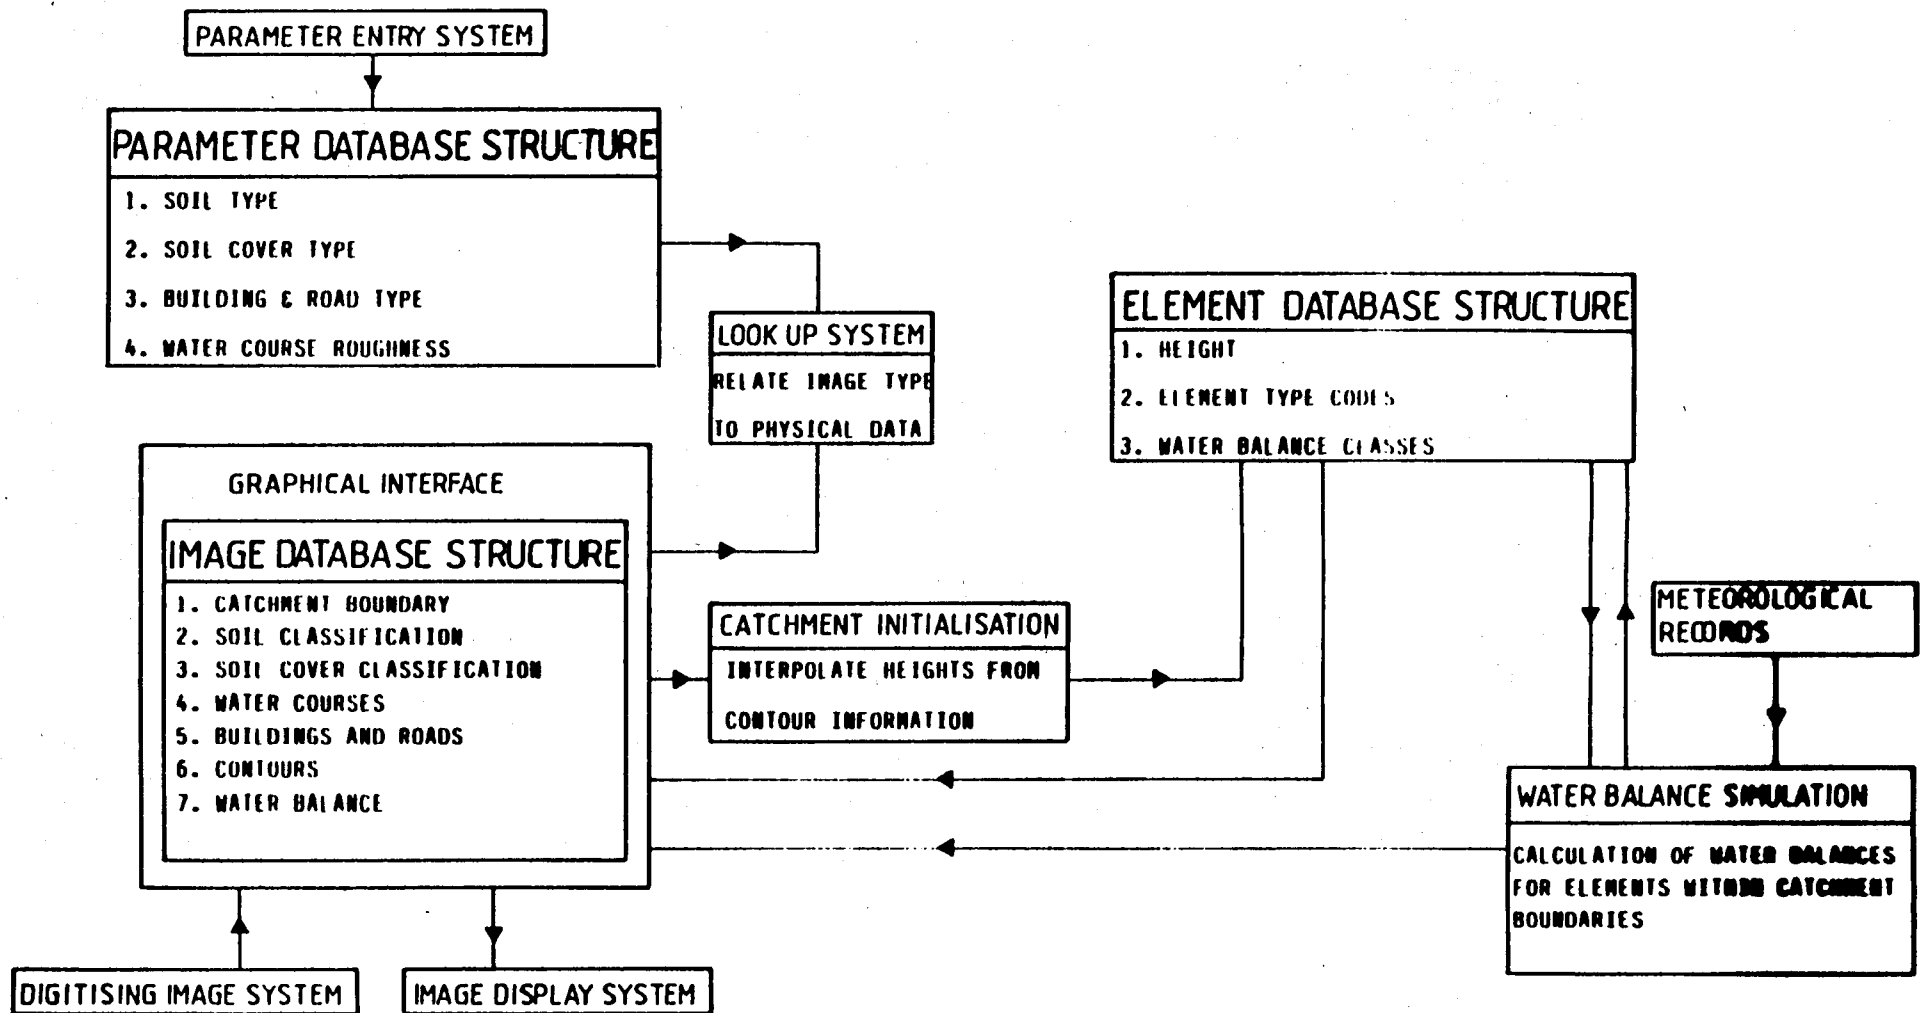 PARAMETER ENTRY SYSTEM
PARAMETER DATABASE STRUCTURE
1. SOIL TYPE
2. SOIL COVER TYPE
3. BUILDING & ROAD TYPE
4. WATER COURSE ROUGHNESS
LOOK UP SYSTEM
RELATE IMAGE TYPE
TO PHYSICAL DATA
ELEMENT DATABASE STRUCTURE
1. HEIGHT
2. ELEMENT TYPE CODES
3. WATER BALANCE CLASSES
GRAPHICAL INTERFACE
IMAGE DATABASE STRUCTURE
1. CATCHMENT BOUNDARY
2. SOIL CLASSIFICATION
3. SOIL COVER CLASSIFICATION
4. WATER COURSES
5. BUILDINGS AND ROADS
6. CONTOURS
7. WATER BALANCE
CATCHMENT INITIALISATION
INTERPOLATE HEIGHTS FROM
CONTOUR INFORMATION
METEOROLOGICAL
RECORDS
WATER BALANCE SIMULATION
CALCULATION OF WATER BALANCES
FOR ELEMENTS WITHIN CATCHMENT
BOUNDARIES
DIGITISING IMAGE SYSTEM
IMAGE DISPLAY SYSTEM